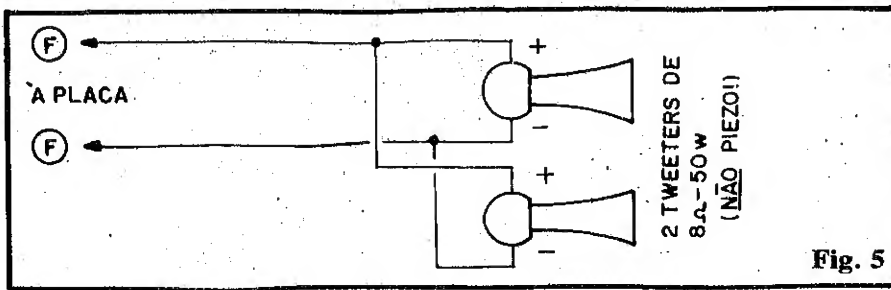 F
+
À PLACA
F
-
+
-
2 TWEETERS DE
8Ω-50W
(NÃO PIEZO!)
Fig. 5